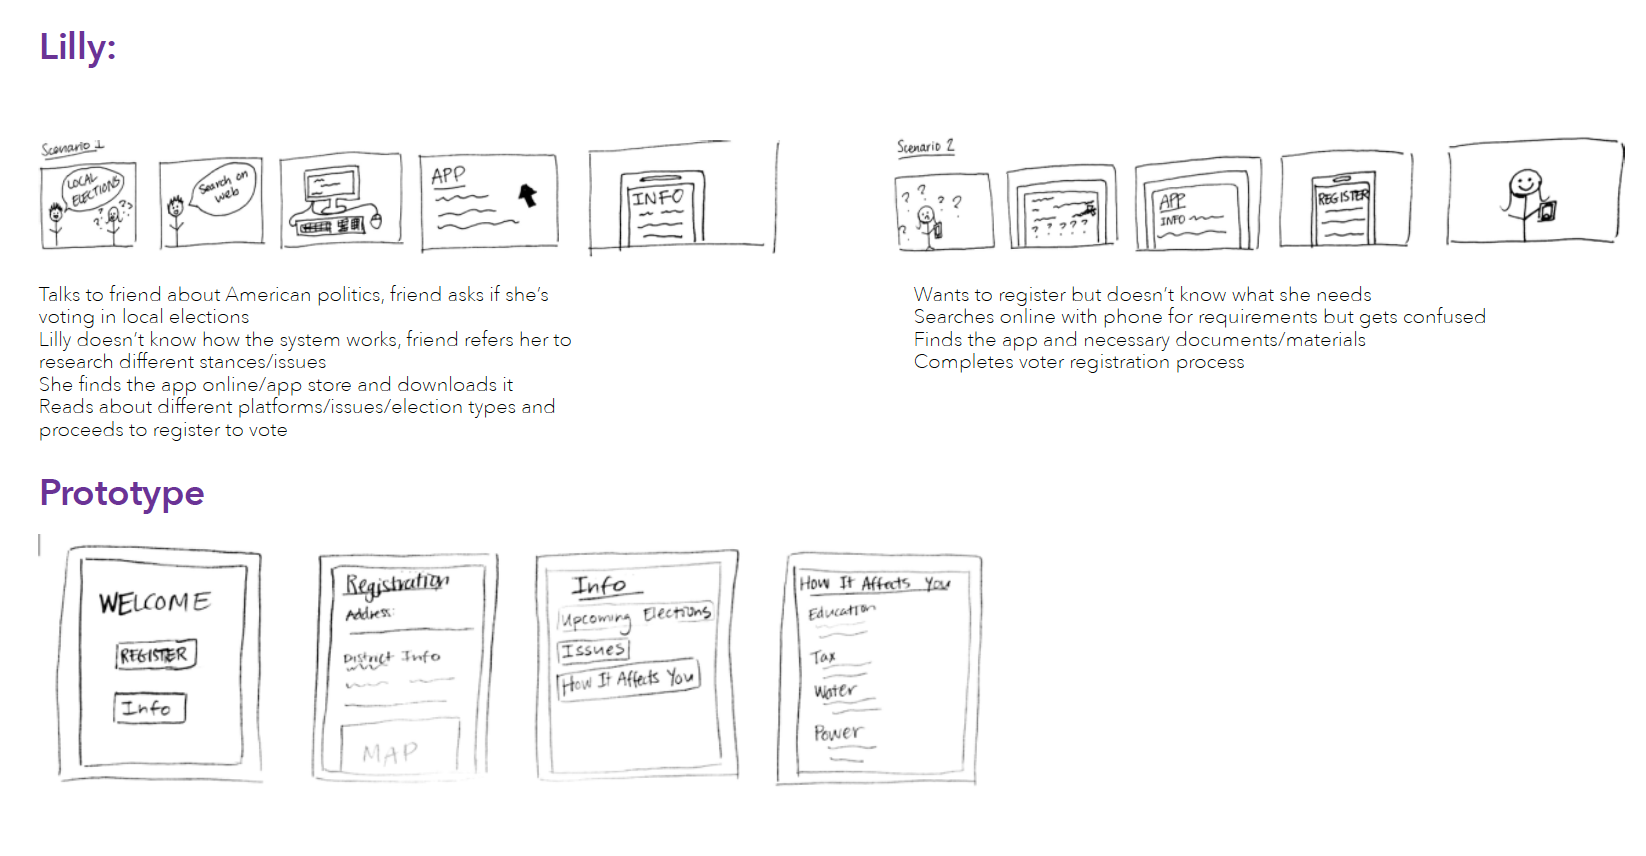 Lilly:
Scenario 1
LOCAL
ELECTIONS
? ? ? ?
Search on
web
APP
INFO
Talks to friend about American politics, friend asks if she's
voting in local elections
Lilly doesn't know how the system works, friend refers her to
research different stances/issues
She finds the app online/app store and downloads it
Reads about different platforms/issues/election types and
proceeds to register to vote
Scenario 2
? ? ? ? ?
? ? ? ? ?
APP
INFO
REGISTER
Wants to register but doesn't know what she needs
Searches online with phone for requirements but gets confused
Finds the app and necessary documents/materials
Completes voter registration process
Prototype
WELCOME
REGISTER
Info
Registration
Address:
District Info
MAP
Info
Upcoming Elections
Issues
How It Affects You
How It Affects You
Education
Tax
Water
Power